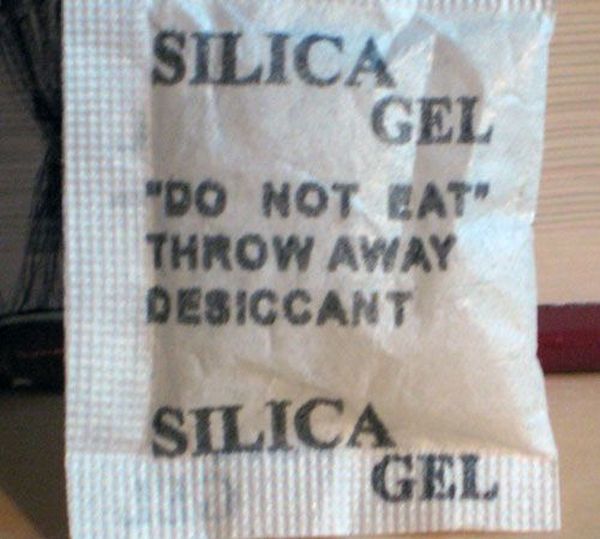 SILICA
GEL
"DO NOT EAT"
THROW AWAY
DESICCANT
SILICA
GEL